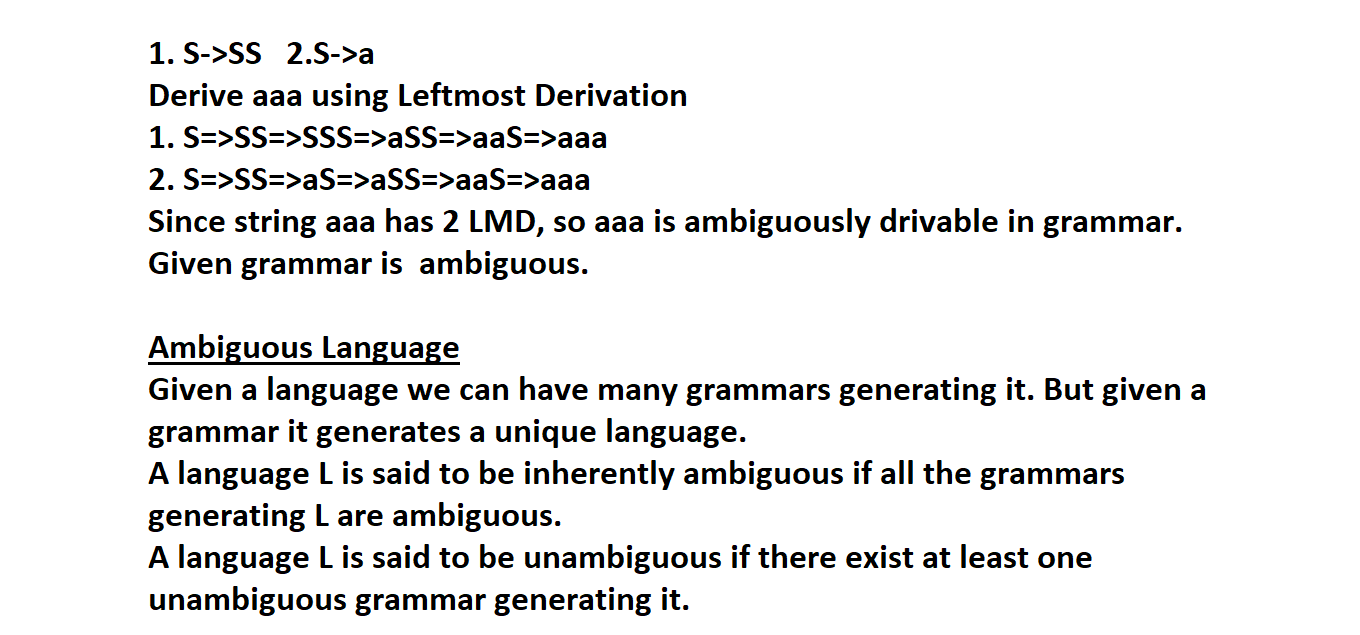 1. S->SS 2.S->a
Derive aaa using Leftmost Derivation
1. S=>SS=>SSS=>aSS=>aaS=>aaa
2. S=>SS=>aS=>aSS=>aaS=>aaa
Since string aaa has 2 LMD, so aaa is ambiguously drivable in grammar.
Given grammar is ambiguous.
Ambiguous Language
Given a language we can have many grammars generating it. But given a
grammar it generates a unique language.
A language L is said to be inherently ambiguous if all the grammars
generating L are ambiguous.
A language L is said to be unambiguous if there exist at least one
unambiguous grammar generating it.